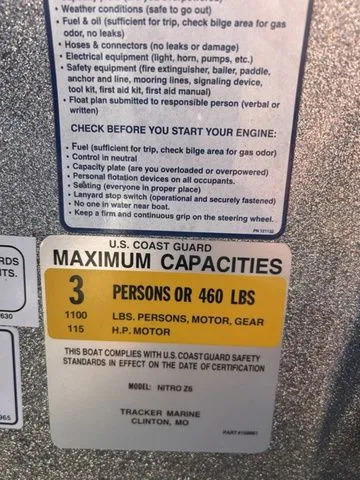 • Weather conditions (safe to go out)
• Fuel & oil (sufficient for trip, check bilge area for gas
odor, no leaks)
• Hoses & connectors (no leaks or damage)
• Electrical equipment (light, horn, pumps, etc.)
• Safety equipment (fire extinguisher, bailer, paddle,
anchor and line, mooring lines, signaling device,
tool kit, first aid kit, first aid manual)
• Float plan submitted to responsible person (verbal or
written)
CHECK BEFORE YOU START YOUR ENGINE:
• Fuel (sufficient for trip, check bilge area for gas odor)
• Control in neutral
• Capacity plate (are you overloaded or overpowered)
• Personal flotation devices on all occupants.
• Seating (everyone in proper place)
• Lanyard stop switch (operational and securely fastened)
• No one in water near boat.
• Keep a firm and continuous grip on the steering wheel.
RDS
ITS.
630
965
U.S. COAST GUARD
MAXIMUM CAPACITIES
3 PERSONS OR 460 LBS
1100 LBS. PERSONS, MOTOR, GEAR
115 H.P. MOTOR
THIS BOAT COMPLIES WITH U.S. COAST GUARD SAFETY
STANDARDS IN EFFECT ON THE DATE OF CERTIFICATION
MODEL: NITRO Z6
TRACKER MARINE
CLINTON, MO